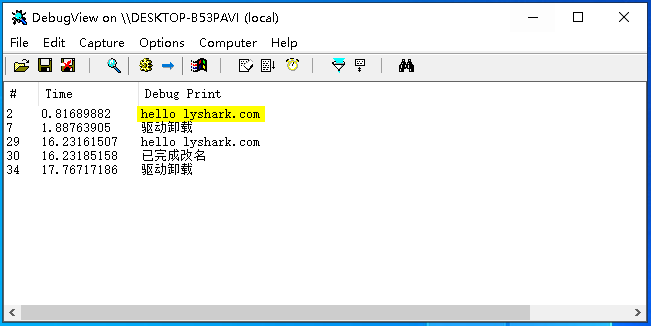 DebugView on \\DESKTOP-B53PAVI (local)
File Edit Capture Options Computer Help
# Time Debug Print
2 0.81689882 hello lyshark.com
7 1.88763905 驱动卸载
29 16.23161507 hello lyshark.com
30 16.23185158 已完成改名
34 17.76717186 驱动卸载